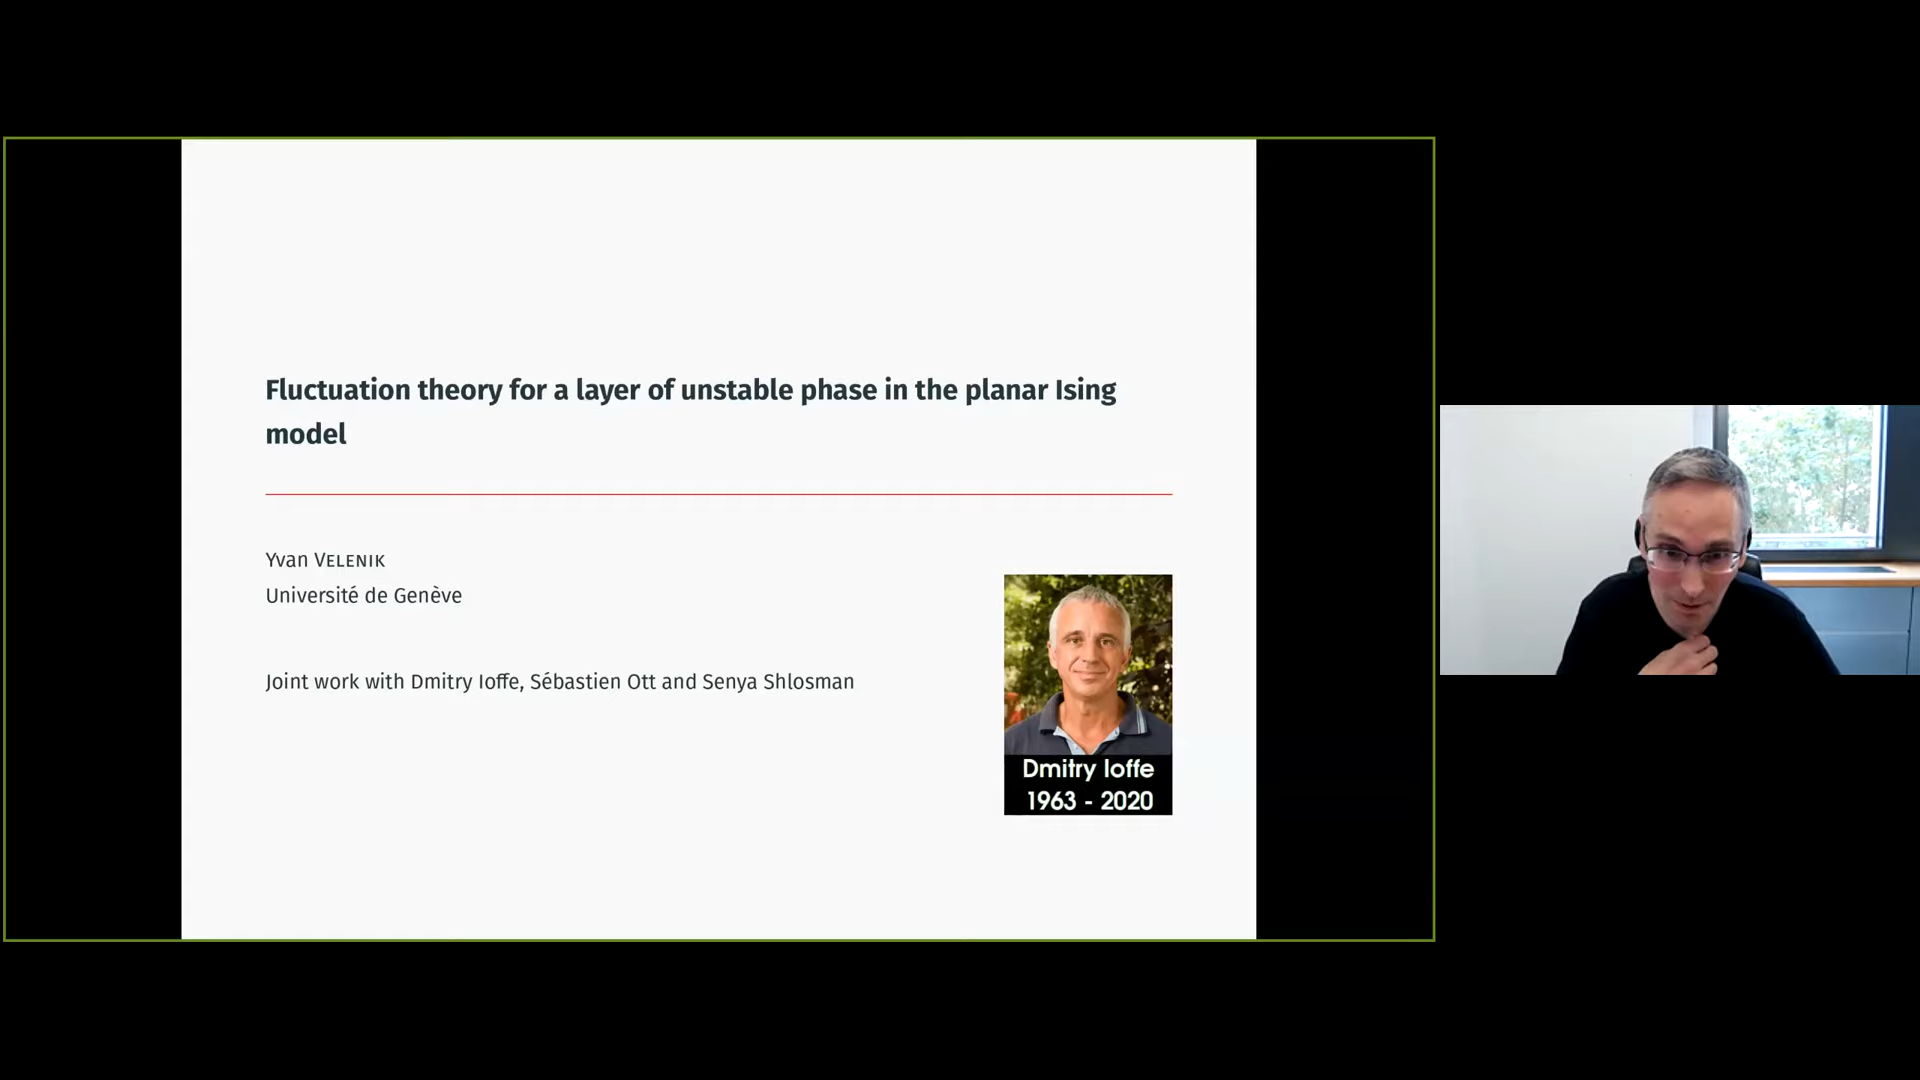 Fluctuation theory for a layer of unstable phase in the planar Ising
model
Yvan VELENIK
Université de Genève
Joint work with Dmitry Ioffe, Sébastien Ott and Senya Shlosman
Dmitry Ioffe
1963 - 2020